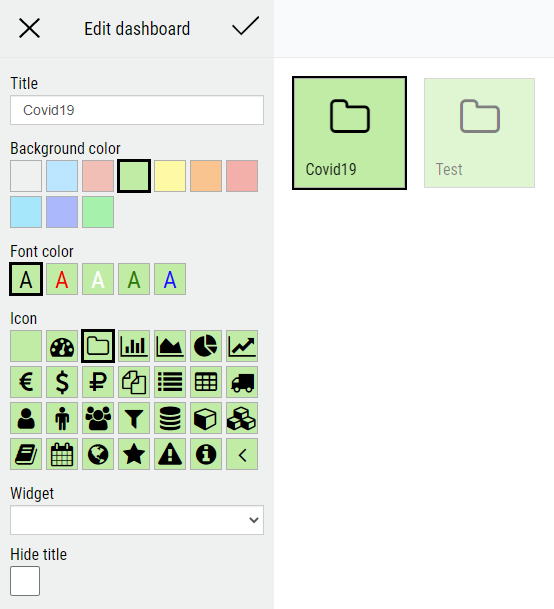 Edit dashboard
Title
Covid19
Background color
Font color
A A A A A
Icon
Widget
Hide title
Covid19
Test